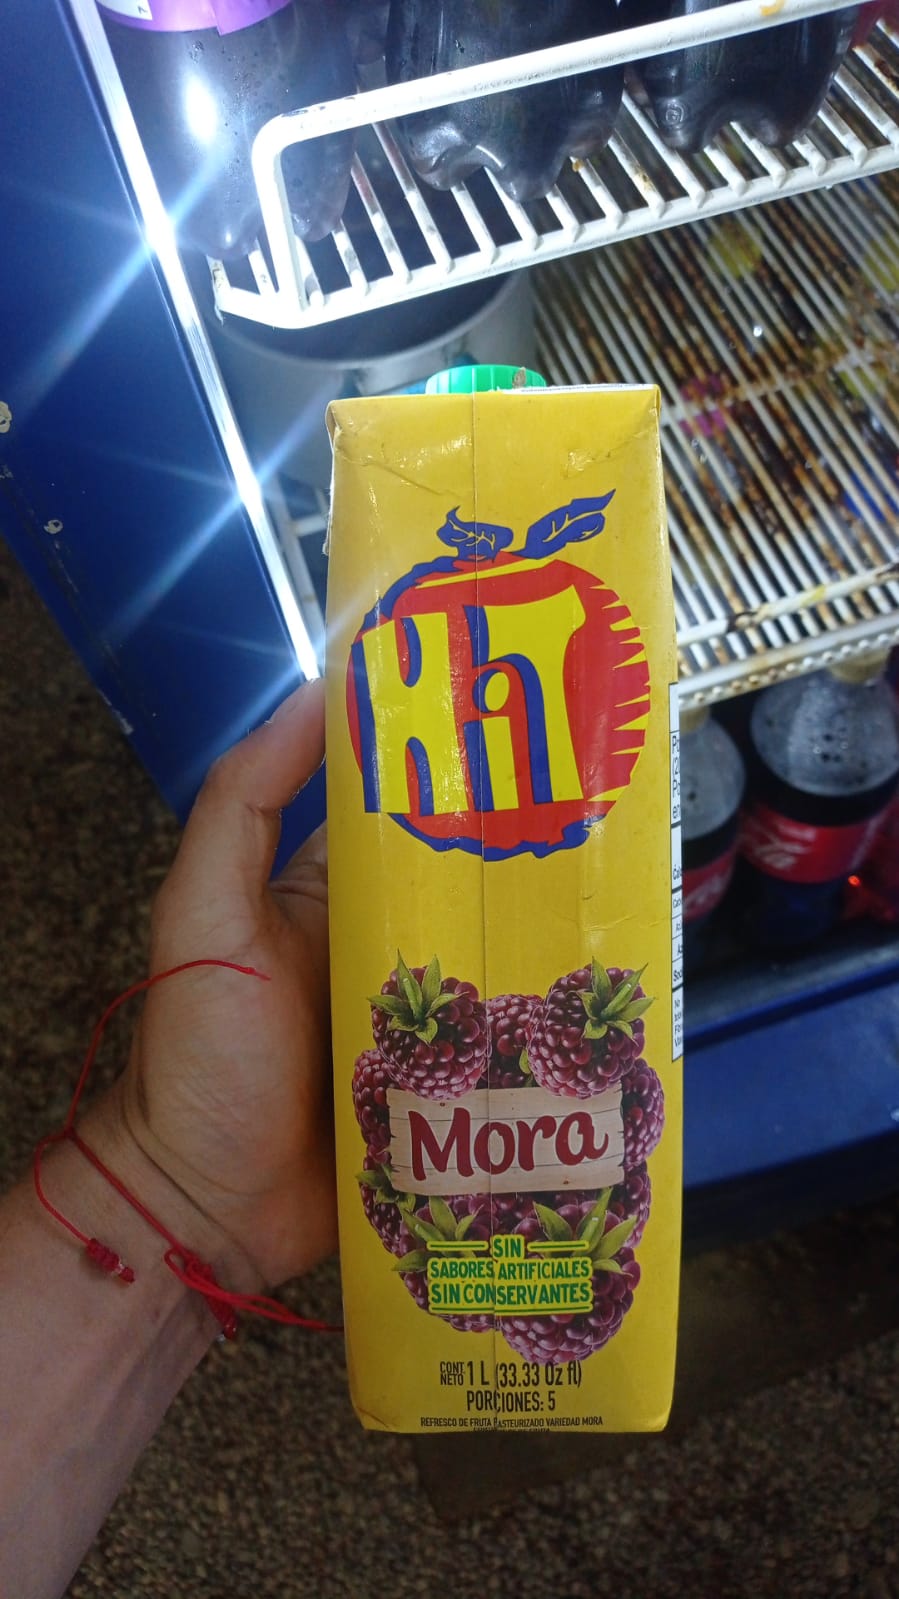 HiT
Mora
SIN
SABORES ARTIFICIALES
SIN CONSERVANTES
CONT.
NETO 1 L (33.33 Oz fl)
PORCIONES: 5
REFRESCO DE FRUTA PASTEURIZADO VARIEDAD MORA